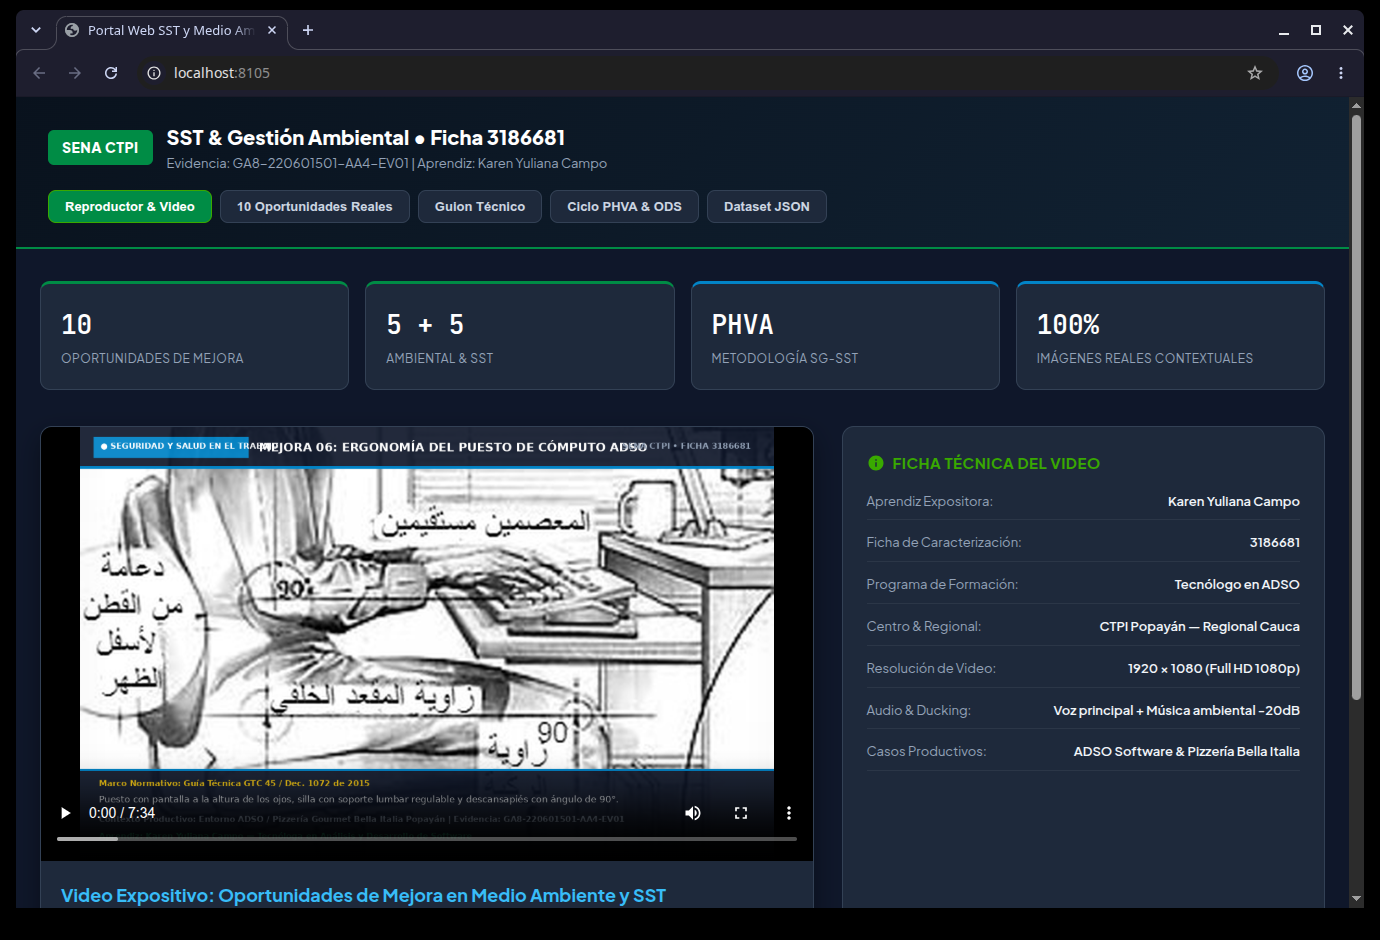 Portal Web SST y Medio Am
localhost:8105
SENA CTPI
SST & Gestión Ambiental • Ficha 3186681
Evidencia: GA8-220601501-AA4-EV01 | Aprendiz: Karen Yuliana Campo
Reproductor & Video
10 Oportunidades Reales
Guion Técnico
Ciclo PHVA & ODS
Dataset JSON
10
OPORTUNIDADES DE MEJORA
5 + 5
AMBIENTAL & SST
PHVA
METODOLOGÍA SG-SST
100%
IMÁGENES REALES CONTEXTUALES
SEGURIDAD Y SALUD EN EL
MEJORA 06: ERGONOMÍA DEL PUESTO DE CÓMPUTO ADSO
CTPI • FICHA 3186681
المعصمين مستقيمين
دعامة
من القطن
لأسفل
الظهر
90°
زاوية المقعد الخلفي
90
زاوية
Marco Normativo: Guía Técnica GTC 45 / Dec. 1072 de 2015
Puesto con pantalla a la altura de los ojos, silla con soporte lumbar regulable y descansapiés con ángulo de 90°.
Contexto Productivo: Entorno ADSO / Pizzería Gourmet Bella Italia Popayán | Evidencia: GA8-220601501-AA4-EV01
0:00 / 7:34
Video Expositivo: Oportunidades de Mejora en Medio Ambiente y SST
FICHA TÉCNICA DEL VIDEO
Aprendiz Expositora: Karen Yuliana Campo
Ficha de Caracterización: 3186681
Programa de Formación: Tecnólogo en ADSO
Centro & Regional: CTPI Popayán — Regional Cauca
Resolución de Video: 1920 x 1080 (Full HD 1080p)
Audio & Ducking: Voz principal + Música ambiental -20dB
Casos Productivos: ADSO Software & Pizzería Bella Italia